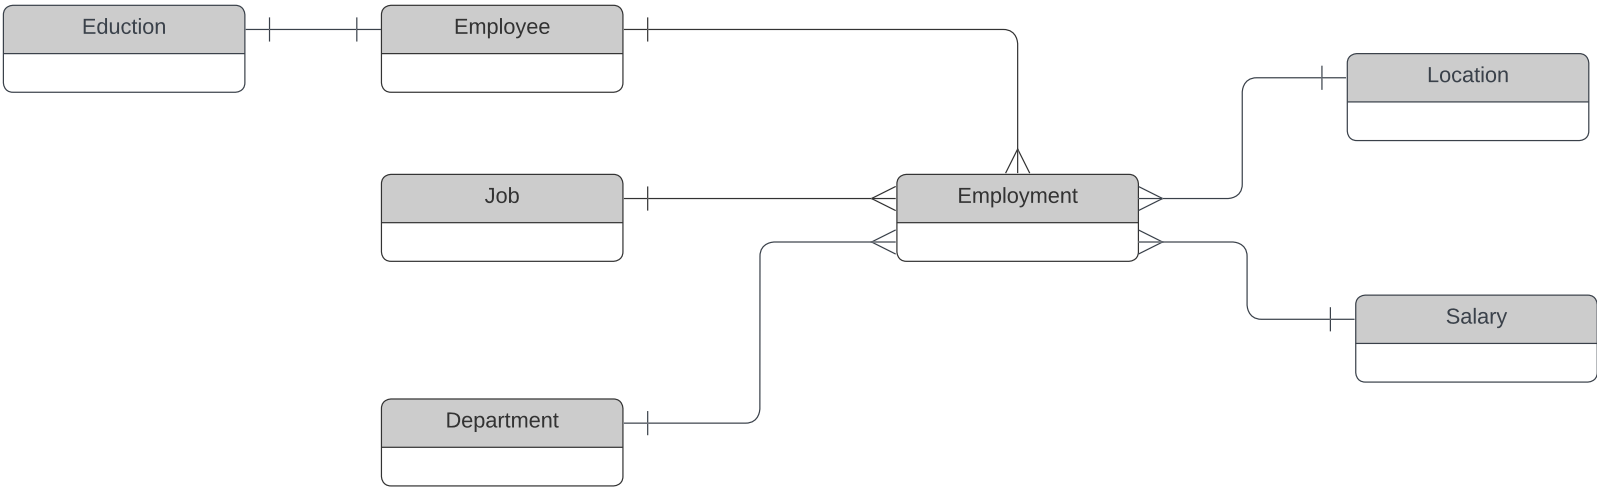 Eduction
Employee
Location
Job
Employment
Salary
Department